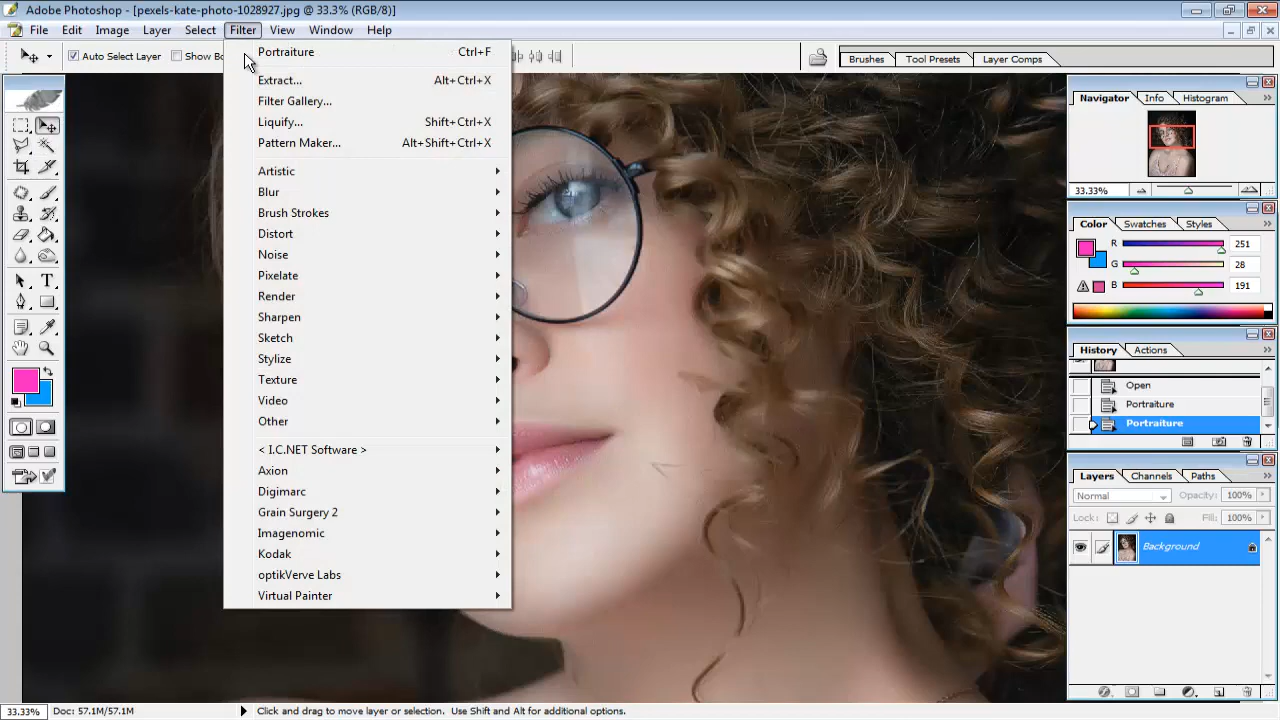 Adobe Photoshop - [pexels-kate-photo-1028927.jpg @ 33.3% (RGB/8)]
File Edit Image Layer Select Filter View Window Help
Auto Select Layer Show Bo
Brushes Tool Presets Layer Comps
Portraiture Ctrl+F
Extract... Alt+Ctrl+X
Filter Gallery...
Liquify... Shift+Ctrl+X
Pattern Maker... Alt+Shift+Ctrl+X
Artistic
Blur
Brush Strokes
Distort
Noise
Pixelate
Render
Sharpen
Sketch
Stylize
Texture
Video
Other
< I.C.NET Software >
Axion
Digimarc
Grain Surgery 2
Imagenomic
Kodak
optikVerve Labs
Virtual Painter
Navigator Info Histogram
33.33%
Color Swatches Styles
R 251
G 28
B 191
History Actions
Open
Portraiture
Portraiture
Layers Channels Paths
Normal Opacity: 100%
Lock: Fill: 100%
Background
33.33% Doc: 57.1M/57.1M Click and drag to move layer or selection. Use Shift and Alt for additional options.